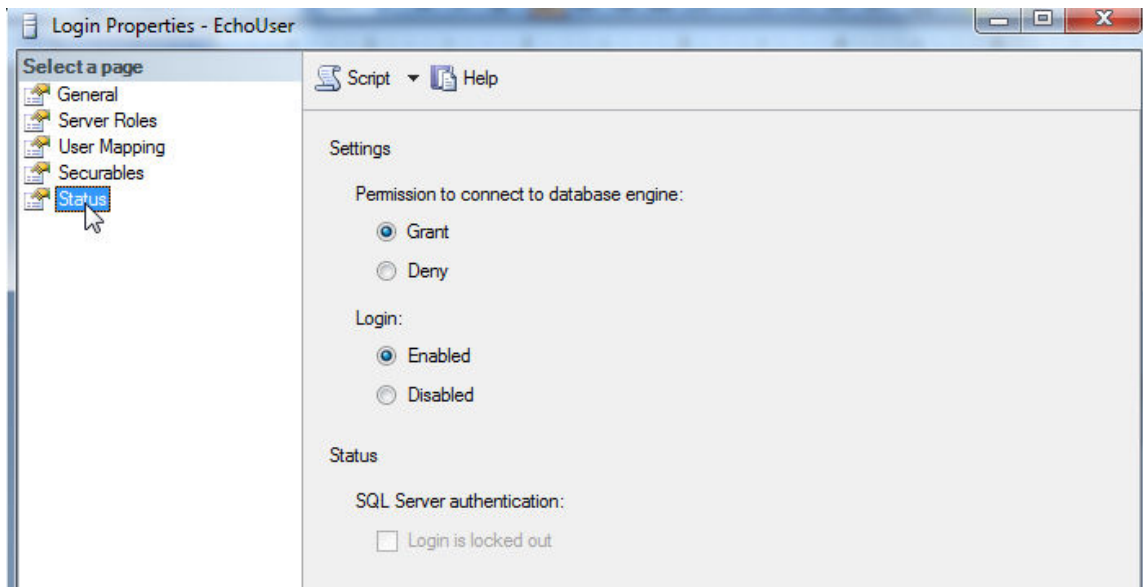 Login Properties - EchoUser
Select a page
General
Server Roles
User Mapping
Securables
Status
Script Help
Settings
Permission to connect to database engine:
Grant
Deny
Login:
Enabled
Disabled
Status
SQL Server authentication:
Login is locked out